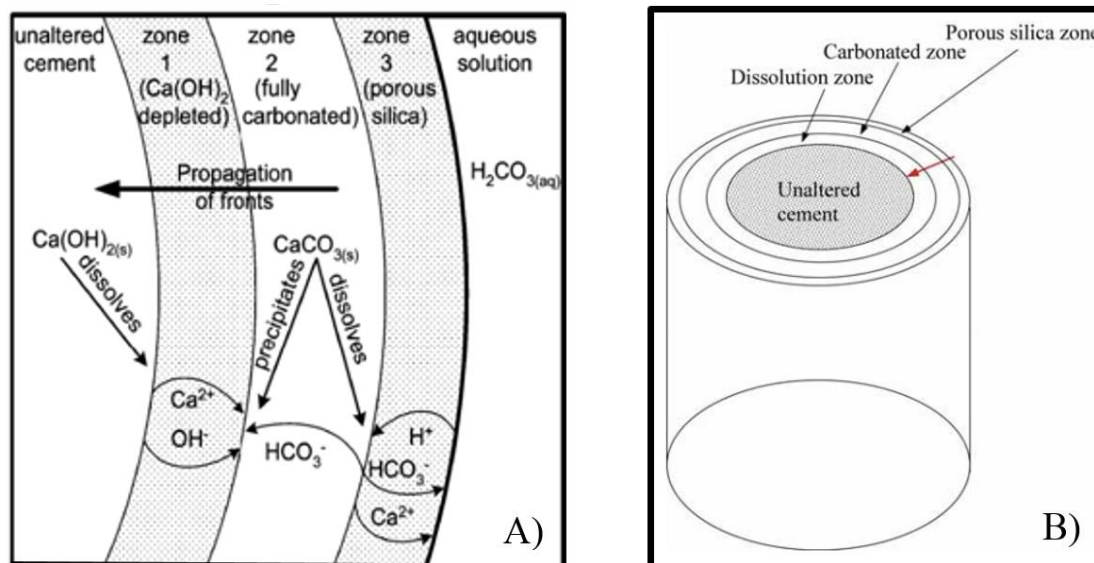 unaltered
cement
zone
1
(Ca(OH)₂
depleted)
zone
2
(fully
carbonated)
zone
3
(porous
silica)
aqueous
solution
H₂CO₃(aq)
Propagation
of fronts
Ca(OH)₂(s)
dissolves
CaCO₃(s)
precipitates
dissolves
Ca²⁺
OH⁻
HCO₃⁻
H⁺
HCO₃⁻
Ca²⁺
A)
Porous silica zone
Carbonated zone
Dissolution zone
Unaltered
cement
B)